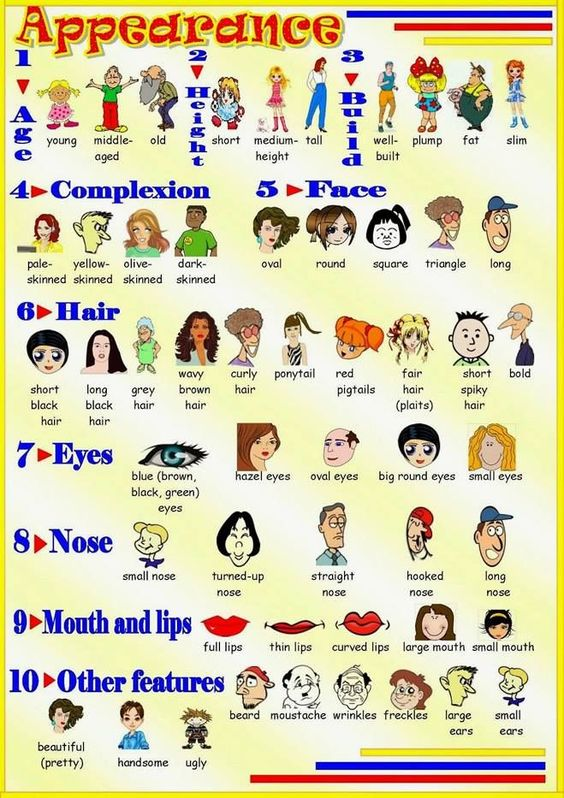 Appearance
1 Age
young
middle-
aged
old
2 Height
short
medium-
height
tall
3 Build
well-
built
plump
fat
slim
4 Complexion
pale-
skinned
yellow-
skinned
olive-
skinned
dark-
skinned
5 Face
oval
round
square
triangle
long
6 Hair
short
black
hair
long
black
hair
grey
hair
wavy
brown
hair
curly
hair
ponytail
red
pigtails
fair
hair
(plaits)
short
spiky
hair
bold
7 Eyes
blue (brown,
black, green)
eyes
hazel eyes
oval eyes
big round eyes
small eyes
8 Nose
small nose
turned-up
nose
straight
nose
hooked
nose
long
nose
9 Mouth and lips
full lips
thin lips
curved lips
large mouth
small mouth
10 Other features
beard
moustache
wrinkles
freckles
large
ears
small
ears
beautiful
(pretty)
handsome
ugly